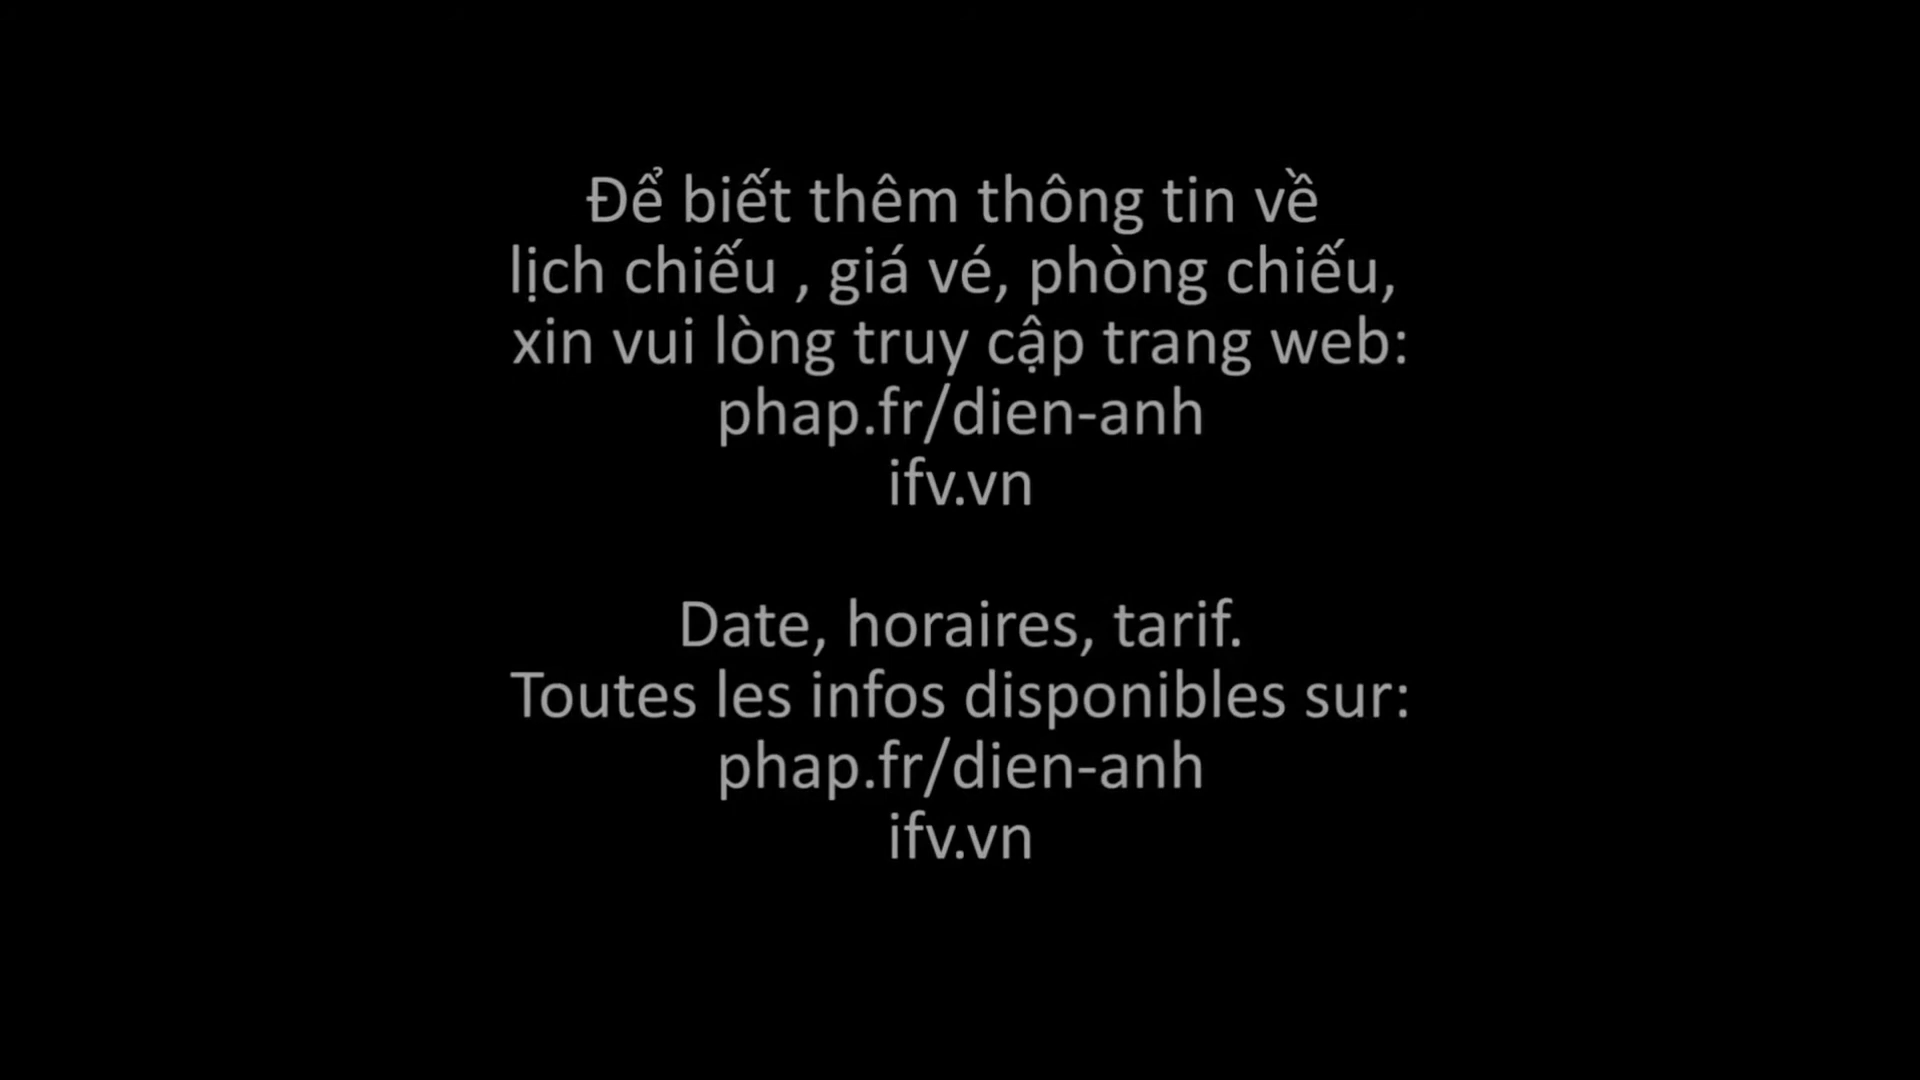 Để biết thêm thông tin về
lịch chiếu , giá vé, phòng chiếu,
xin vui lòng truy cập trang web:
phap.fr/dien-anh
ifv.vn
Date, horaires, tarif.
Toutes les infos disponibles sur:
phap.fr/dien-anh
ifv.vn